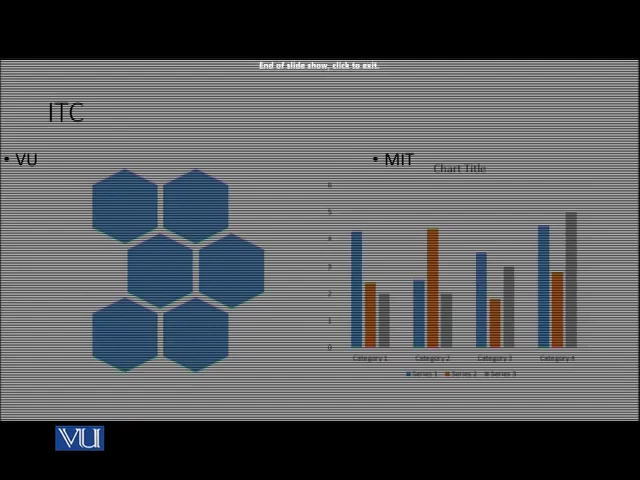 End of slide show, click to exit.
ITC
• VU
• MIT
Chart Title
6
5
4
3
2
1
0
Category 1 Category 2 Category 3 Category 4
Series 1 Series 2 Series 3
VU